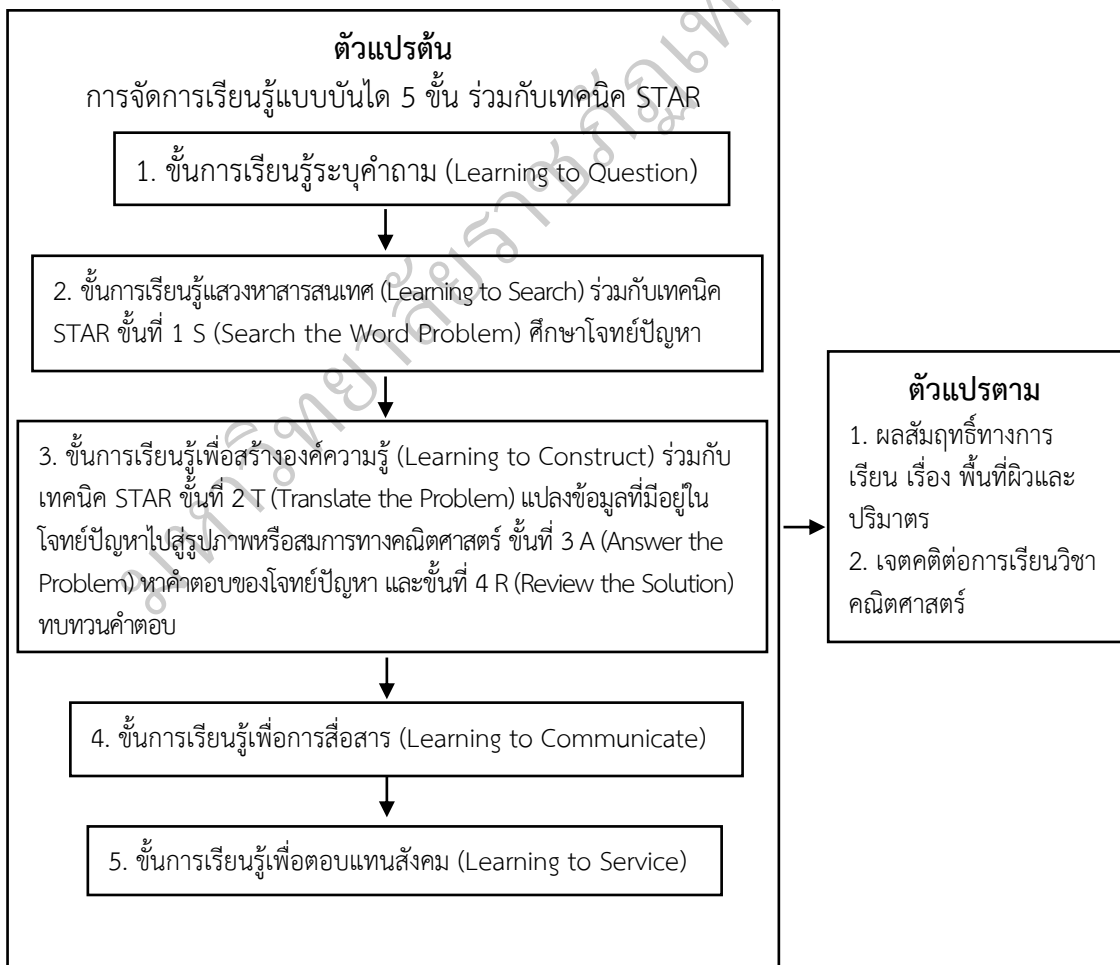 ตัวแปรต้น
การจัดการเรียนรู้แบบบันได 5 ขั้น ร่วมกับเทคนิค STAR
1. ขั้นการเรียนรู้ระบุคำถาม (Learning to Question)
2. ขั้นการเรียนรู้แสวงหาสารสนเทศ (Learning to Search) ร่วมกับเทคนิค
STAR ขั้นที่ 1 S (Search the Word Problem) ศึกษาโจทย์ปัญหา
3. ขั้นการเรียนรู้เพื่อสร้างองค์ความรู้ (Learning to Construct) ร่วมกับ
เทคนิค STAR ขั้นที่ 2 T (Translate the Problem) แปลงข้อมูลที่มีอยู่ใน
โจทย์ปัญหาไปสู่รูปภาพหรือสมการทางคณิตศาสตร์ ขั้นที่ 3 A (Answer the
Problem) หาคำตอบของโจทย์ปัญหา และขั้นที่ 4 R (Review the Solution)
ทบทวนคำตอบ
4. ขั้นการเรียนรู้เพื่อการสื่อสาร (Learning to Communicate)
5. ขั้นการเรียนรู้เพื่อตอบแทนสังคม (Learning to Service)
ตัวแปรตาม
1. ผลสัมฤทธิ์ทางการ
เรียน เรื่อง พื้นที่ผิวและ
ปริมาตร
2. เจตคติต่อการเรียนวิชา
คณิตศาสตร์
มหาวิทยาลัยราชภัฏเท